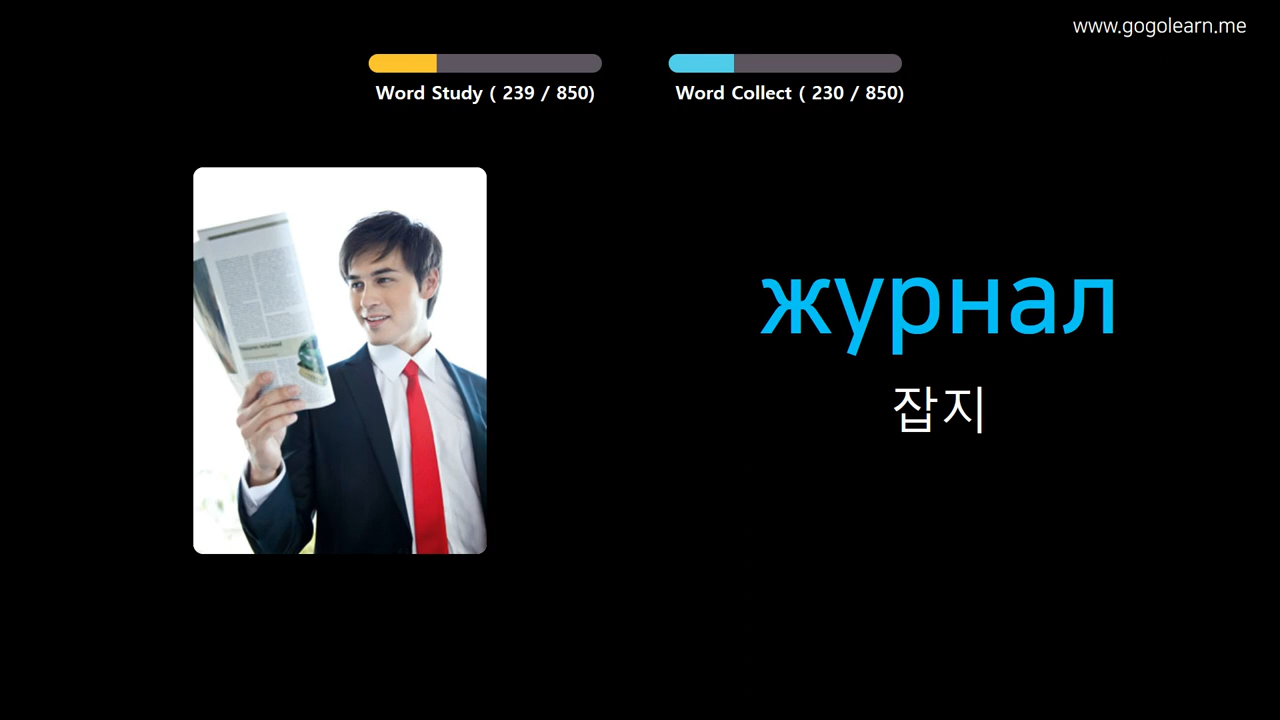 www.gogolearn.me
Word Study ( 239 / 850)
Word Collect ( 230 / 850)
журнал
잡지